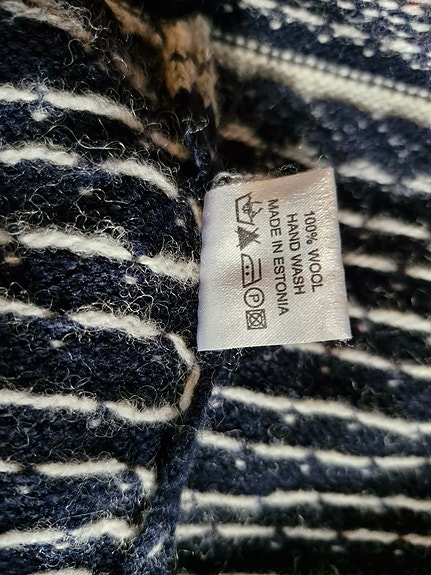 100% WOOL
HAND WASH
MADE IN ESTONIA
P